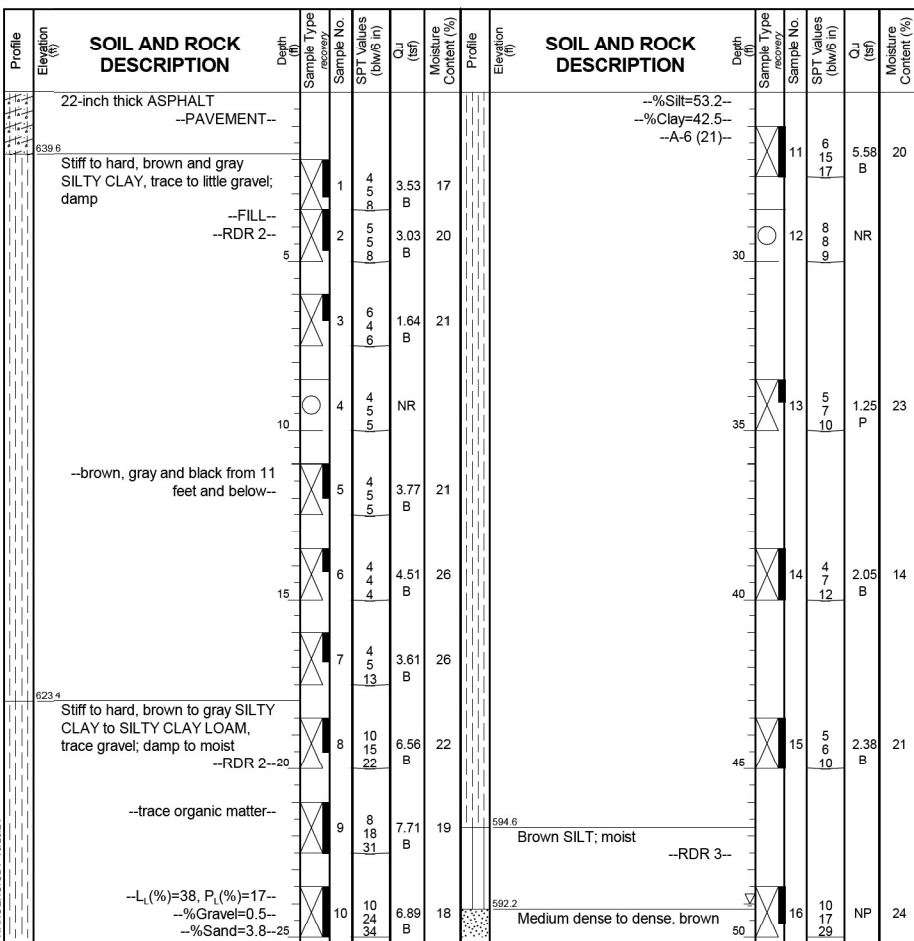 Profile
Elevation (ft)
SOIL AND ROCK
DESCRIPTION
Depth (ft)
Sample Type
recovery
Sample No.
SPT Values
(blw/6 in)
Qu
(tsf)
Moisture
Content (%)
22-inch thick ASPHALT
--PAVEMENT--
639.6
Stiff to hard, brown and gray
SILTY CLAY, trace to little gravel;
damp
--FILL--
--RDR 2--
1 4 5 8 3.53 B 17
5
2 5 5 8 3.03 B 20
3 6 4 6 1.64 B 21
10
4 4 5 5 NR
--brown, gray and black from 11
feet and below--
5 4 5 5 3.77 B 21
15
6 4 4 4 4.51 B 26
7 4 5 13 3.61 B 26
623.4
Stiff to hard, brown to gray SILTY
CLAY to SILTY CLAY LOAM,
trace gravel; damp to moist
--RDR 2--
20
8 10 15 22 6.56 B 22
--trace organic matter--
9 8 18 31 7.71 B 19
--LL(%)=38, PL(%)=17--
--%Gravel=0.5--
--%Sand=3.8--
25
10 10 24 34 6.89 B 18
Profile
Elevation (ft)
SOIL AND ROCK
DESCRIPTION
Depth (ft)
Sample Type
recovery
Sample No.
SPT Values
(blw/6 in)
Qu
(tsf)
Moisture
Content (%)
--%Silt=53.2--
--%Clay=42.5--
--A-6 (21)--
11 6 15 17 5.58 B 20
30
12 8 8 9 NR
35
13 5 7 10 1.25 P 23
40
14 4 7 12 2.05 B 14
45
15 5 6 10 2.38 B 21
594.6
Brown SILT; moist
--RDR 3--
592.2
Medium dense to dense, brown
50
16 10 17 29 NP 24